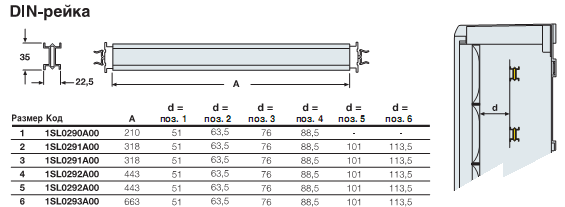 DIN-рейка
35
22,5
A
d
d = d = d = d = d = d =
Размер Код A поз. 1 поз. 2 поз. 3 поз. 4 поз. 5 поз. 6
1 1SL0290A00 210 51 63,5 76 88,5 - -
2 1SL0291A00 318 51 63,5 76 88,5 101 113,5
3 1SL0291A00 318 51 63,5 76 88,5 101 113,5
4 1SL0292A00 443 51 63,5 76 88,5 101 113,5
5 1SL0292A00 443 51 63,5 76 88,5 101 113,5
6 1SL0293A00 663 51 63,5 76 88,5 101 113,5